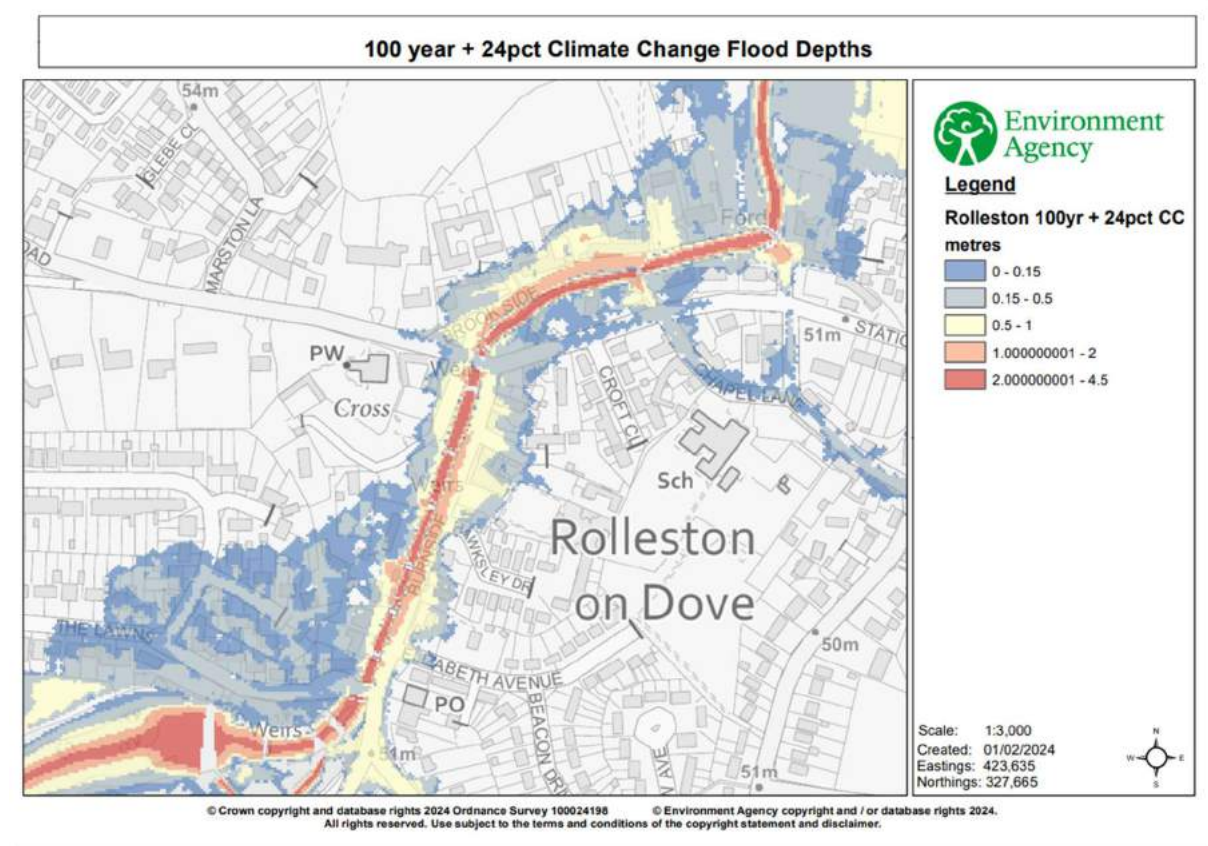 100 year + 24pct Climate Change Flood Depths
54m
GLEBE CL
MARSTON LA
OAD
Ford
BROOK SIDE
51m
STATIO
PW
Weir
CHAPEL LANE
CROFT CL
Cross
Sch
Weirs
Rolleston
on Dove
BURNSIDE
AWKSLEY DR
THE LAWNS
50m
ELIZABETH AVENUE
PO
BEACON DRIV
Weirs
51m
AVE
51m
Environment
Agency
Legend
Rolleston 100yr + 24pct CC
metres
0 - 0.15
0.15 - 0.5
0.5 - 1
1.000000001 - 2
2.000000001 - 4.5
Scale: 1:3,000
Created: 01/02/2024
Eastings: 423,635
Northings: 327,665
N
W E
S
© Crown copyright and database rights 2024 Ordnance Survey 100024198 © Environment Agency copyright and / or database rights 2024.
All rights reserved. Use subject to the terms and conditions of the copyright statement and disclaimer.